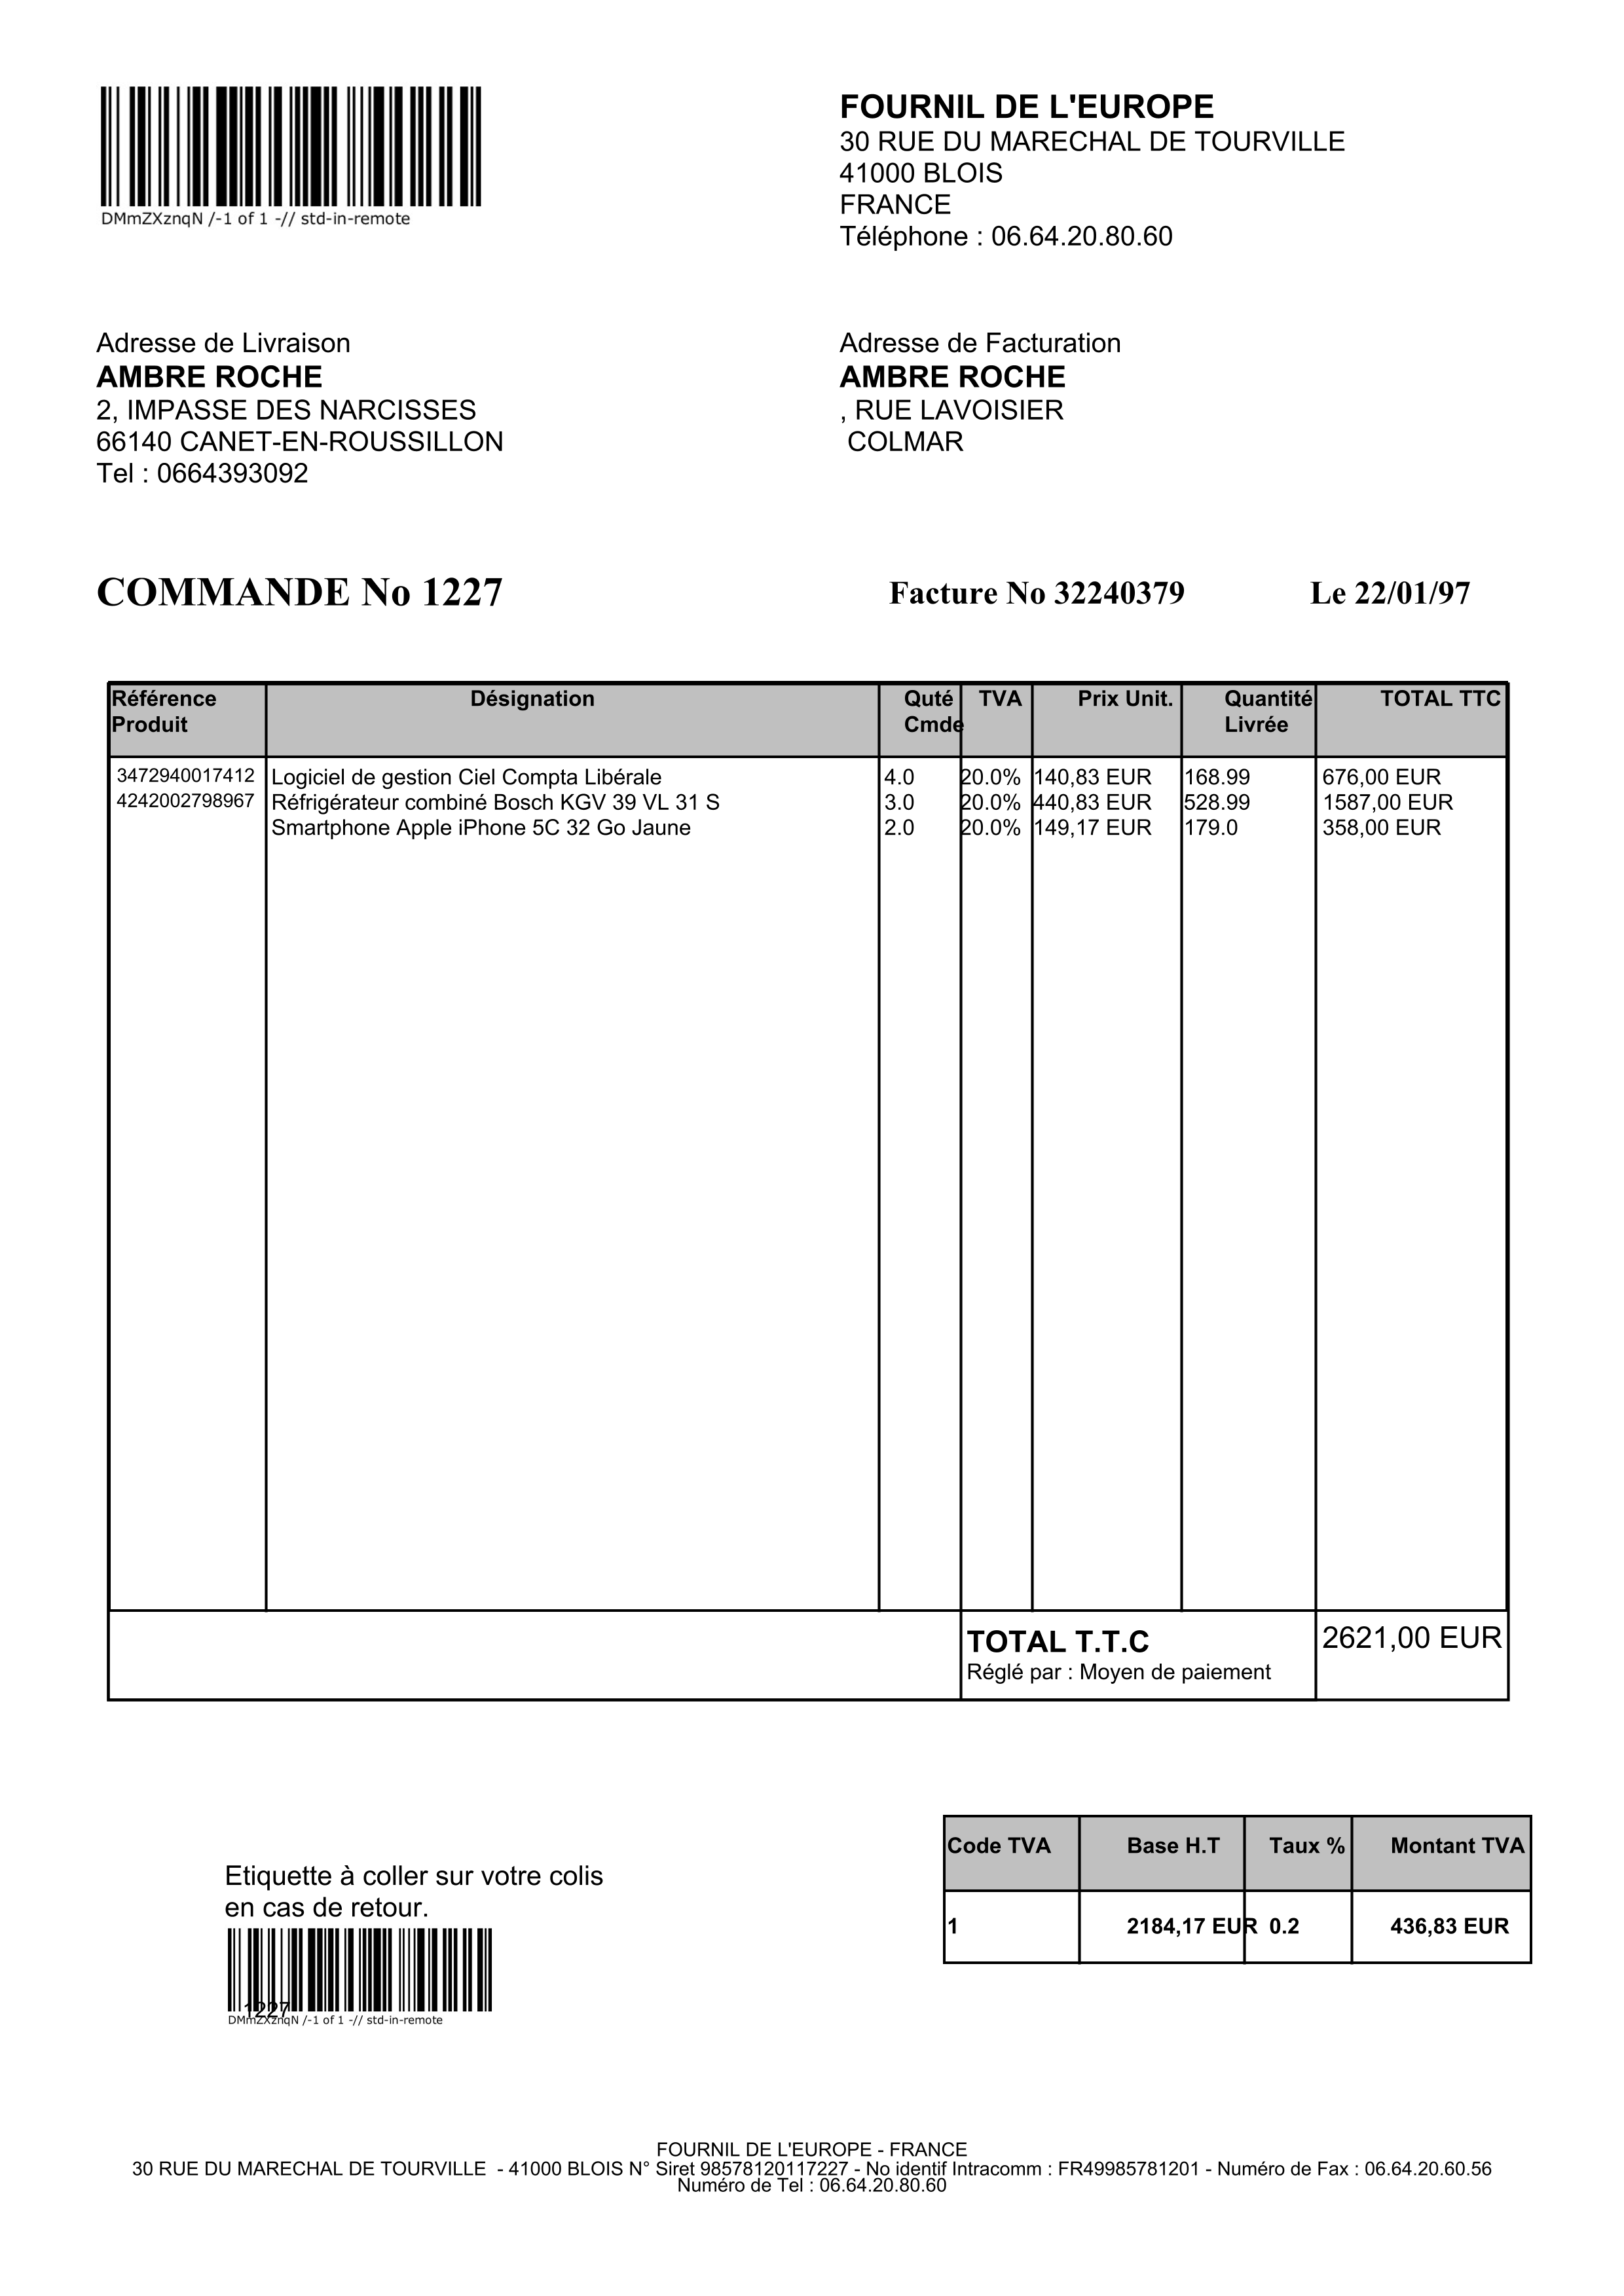 DMmZXznqN /-1 of 1 -// std-in-remote
FOURNIL DE L'EUROPE
30 RUE DU MARECHAL DE TOURVILLE
41000 BLOIS
FRANCE
Téléphone : 06.64.20.80.60
Adresse de Livraison
AMBRE ROCHE
2, IMPASSE DES NARCISSES
66140 CANET-EN-ROUSSILLON
Tel : 0664393092
Adresse de Facturation
AMBRE ROCHE
, RUE LAVOISIER
COLMAR
COMMANDE No 1227 Facture No 32240379 Le 22/01/97
Référence Désignation Quté TVA Prix Unit. Quantité TOTAL TTC
Produit Cmde Livrée
3472940017412 Logiciel de gestion Ciel Compta Libérale 4.0 20.0% 140,83 EUR 168.99 676,00 EUR
4242002798967 Réfrigérateur combiné Bosch KGV 39 VL 31 S 3.0 20.0% 440,83 EUR 528.99 1587,00 EUR
Smartphone Apple iPhone 5C 32 Go Jaune 2.0 20.0% 149,17 EUR 179.0 358,00 EUR
TOTAL T.T.C 2621,00 EUR
Réglé par : Moyen de paiement
Code TVA Base H.T Taux % Montant TVA
1 2184,17 EUR 0.2 436,83 EUR
Etiquette à coller sur votre colis
en cas de retour.
1227
DMmZXznqN /-1 of 1 -// std-in-remote
FOURNIL DE L'EUROPE - FRANCE
30 RUE DU MARECHAL DE TOURVILLE - 41000 BLOIS N° Siret 98578120117227 - No identif Intracomm : FR49985781201 - Numéro de Fax : 06.64.20.60.56
Numéro de Tel : 06.64.20.80.60